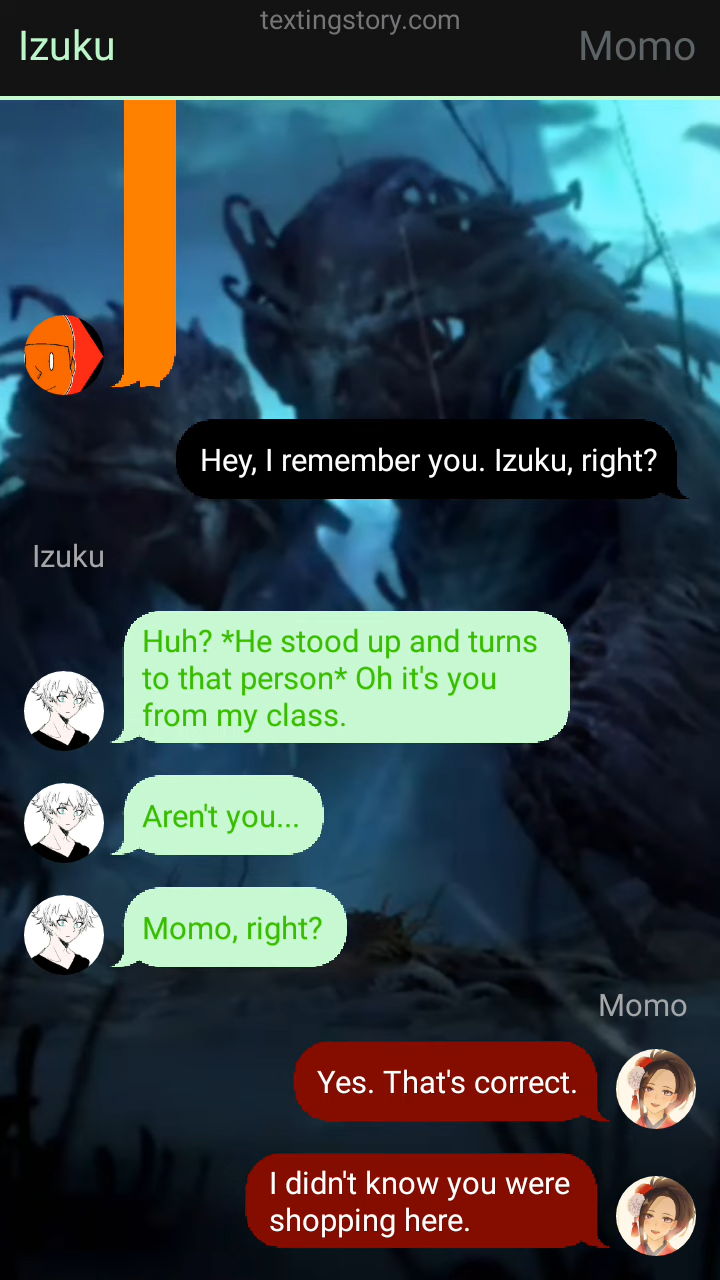 textingstory.com
Izuku
Momo
Hey, I remember you. Izuku, right?
Izuku
Huh? *He stood up and turns
to that person* Oh it's you
from my class.
Aren't you...
Momo, right?
Momo
Yes. That's correct.
I didn't know you were
shopping here.